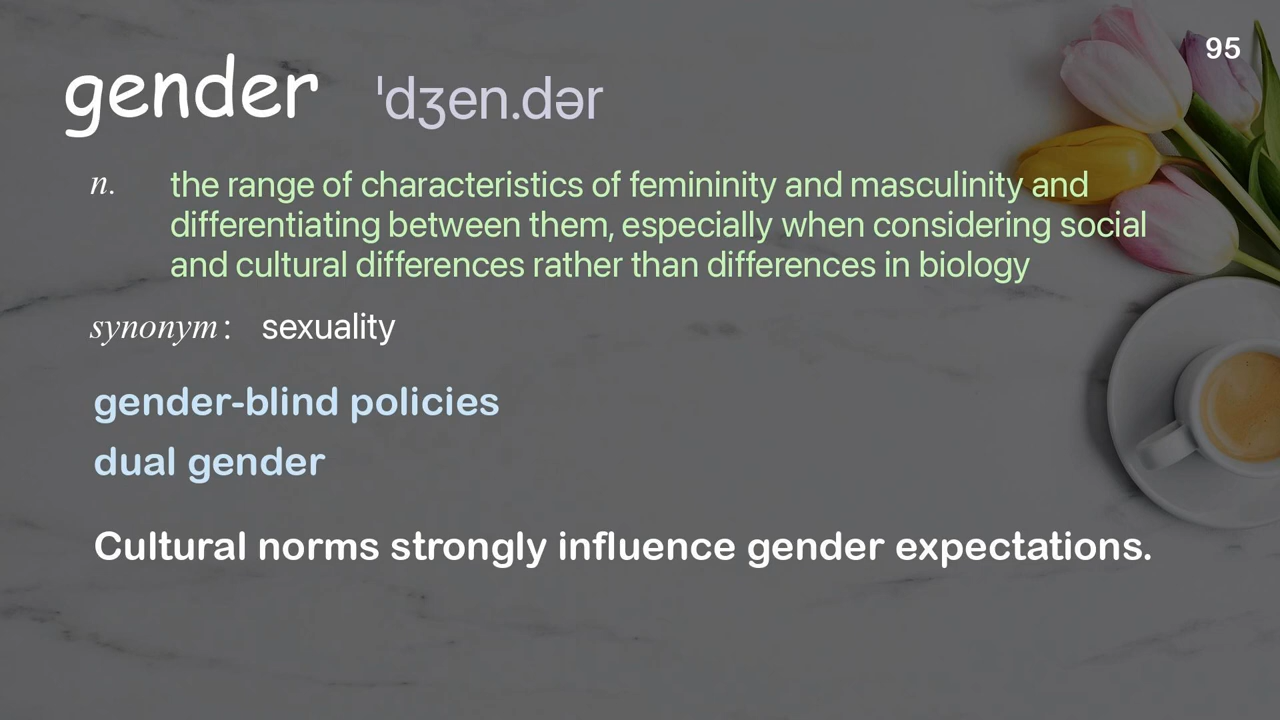 95
gender ˈdʒen.dər
n. the range of characteristics of femininity and masculinity and
differentiating between them, especially when considering social
and cultural differences rather than differences in biology
synonym: sexuality
gender-blind policies
dual gender
Cultural norms strongly influence gender expectations.